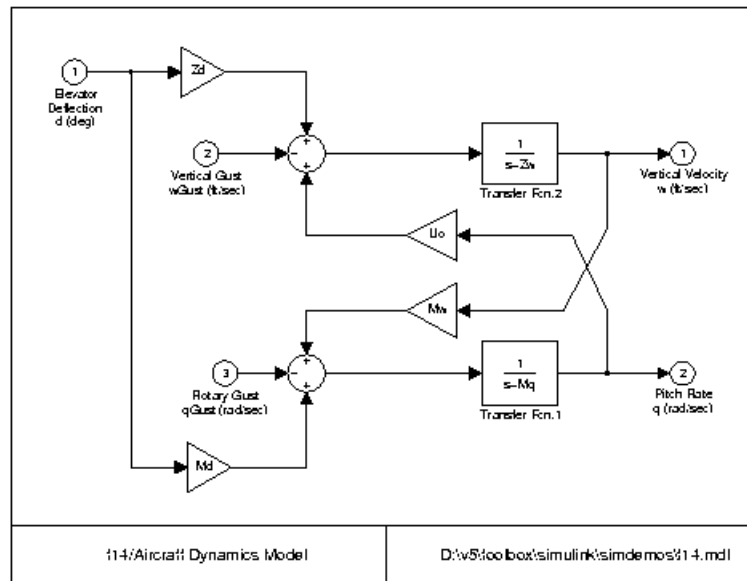 Zd
1
Elevator
Deflection
d (deg)
2
Vertical Gust
wGust (ft/sec)
+
−
+
1
s−Zw
Transfer Fcn.2
1
Vertical Velocity
w (ft/sec)
Uo
Mw
3
Rotary Gust
qGust (rad/sec)
+
−
+
1
s−Mq
Transfer Fcn.1
2
Pitch Rate
q (rad/sec)
Md
f14/Aircraft Dynamics Model
D:\v5\toolbox\simulink\simdemos\f14.mdl